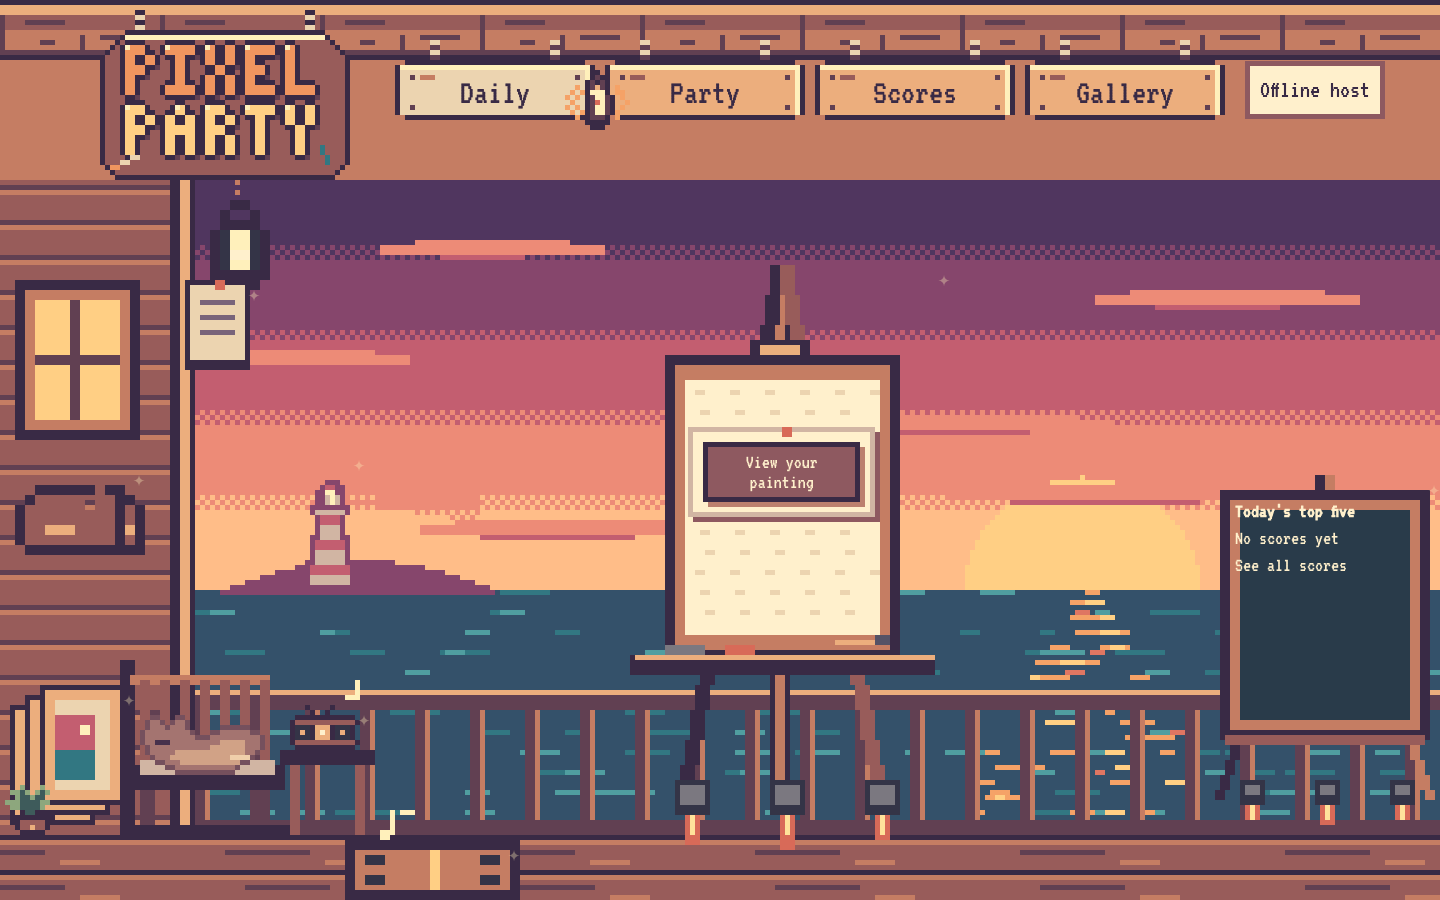 PIXEL
PARTY
Daily
Party
Scores
Gallery
Offline host
View your
painting
Today's top five
No scores yet
See all scores